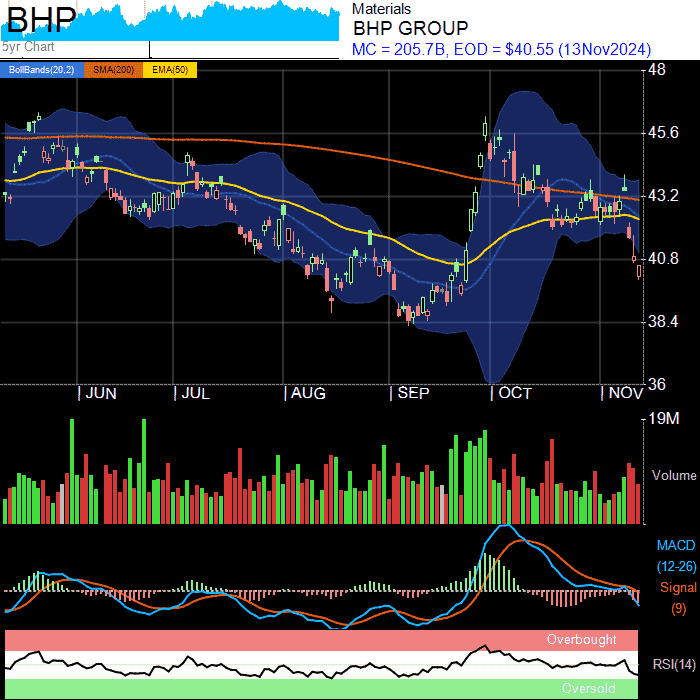 BHP
5yr Chart
Materials
BHP GROUP
MC = 205.7B, EOD = $40.55 (13Nov2024)
BollBands(20,2) SMA(200) EMA(50)
48
45.6
43.2
40.8
38.4
36
JUN JUL AUG SEP OCT NOV
19M
Volume
MACD
(12-26)
Signal
(9)
Overbought
RSI(14)
Oversold